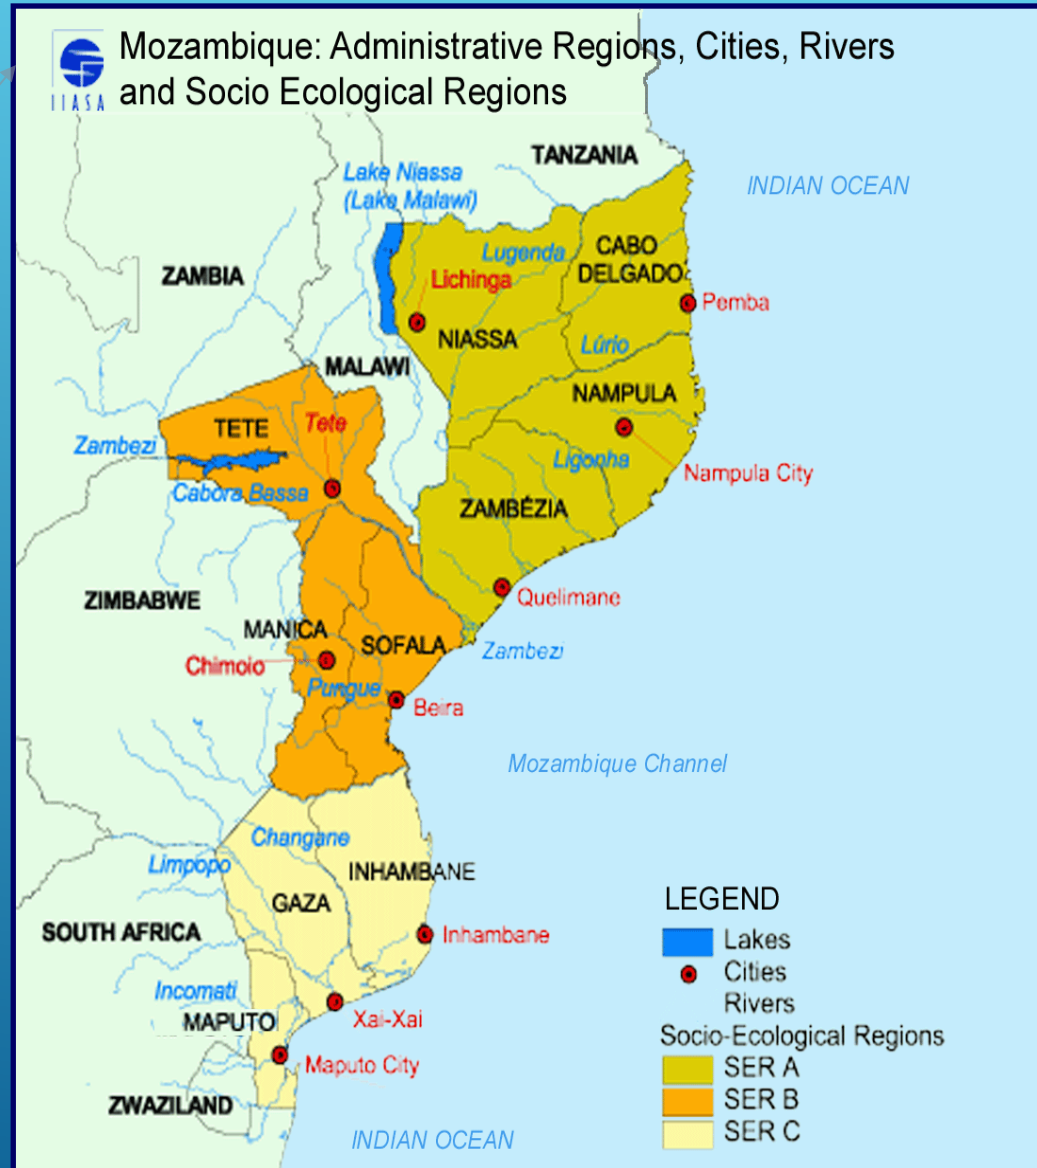 Mozambique: Administrative Regions, Cities, Rivers
and Socio Ecological Regions
IIASA
TANZANIA
Lake Niassa
(Lake Malawi)
INDIAN OCEAN
Lugenda
CABO
DELGADO
ZAMBIA
Lichinga
Pemba
NIASSA
Lúrio
MALAWI
NAMPULA
TETE
Tete
Zambezi
Ligonha
Nampula City
Cabora Bassa
ZAMBÉZIA
ZIMBABWE
Quelimane
MANICA
SOFALA
Zambezi
Chimoio
Pungue
Beira
Mozambique Channel
Changane
Limpopo
INHAMBANE
GAZA
SOUTH AFRICA
Inhambane
Incomati
MAPUTO
Xai-Xai
Maputo City
ZWAZILAND
INDIAN OCEAN
LEGEND
Lakes
Cities
Rivers
Socio-Ecological Regions
SER A
SER B
SER C